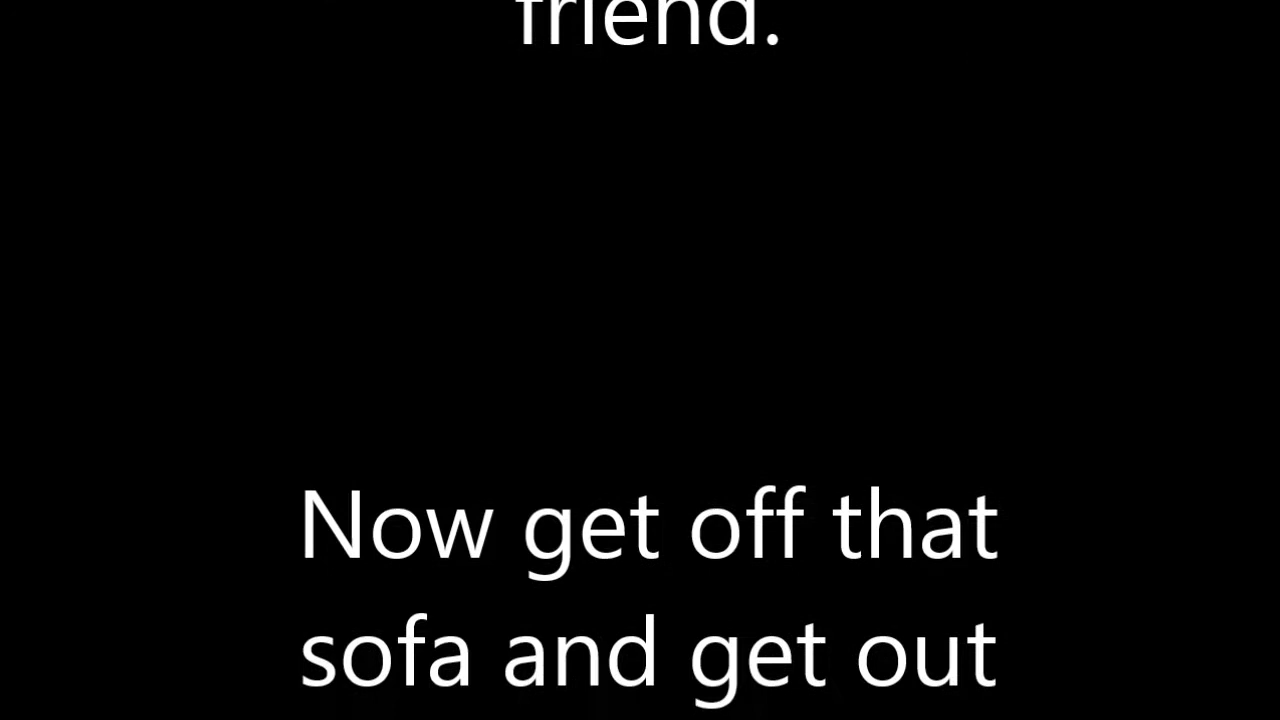 friend.
Now get off that
sofa and get out